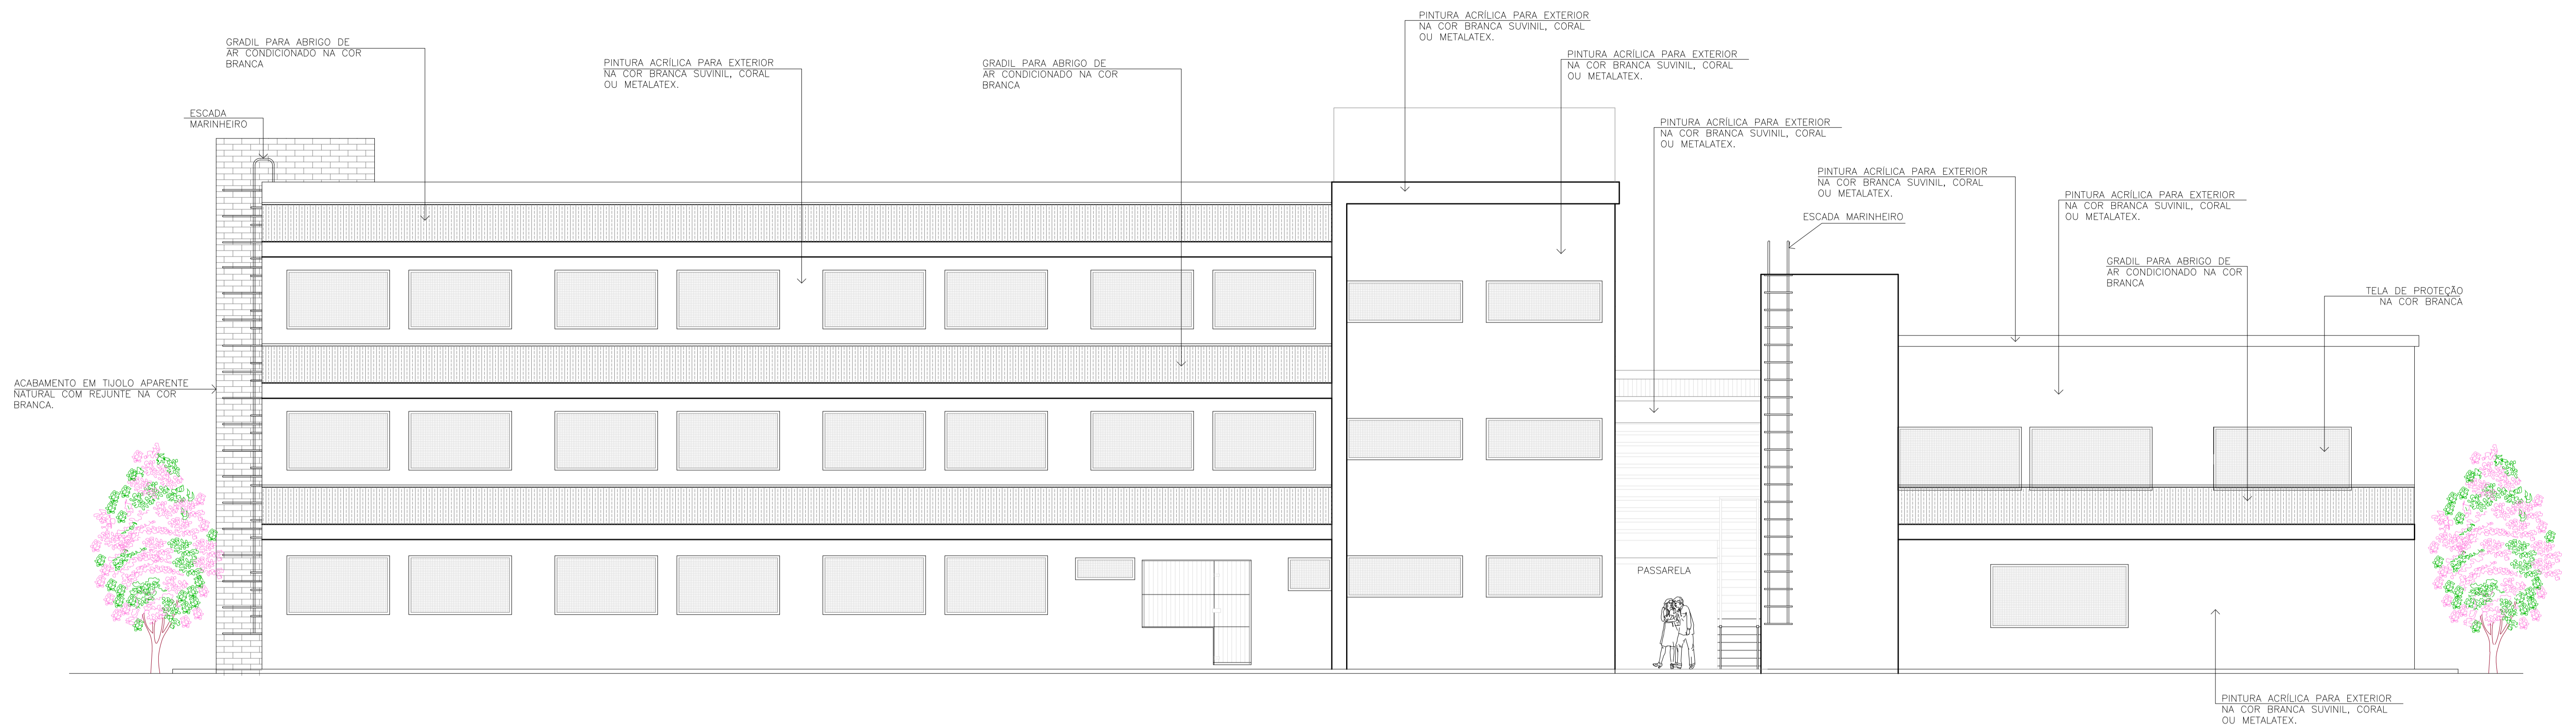 PINTURA ACRÍLICA PARA EXTERIOR
NA COR BRANCA SUVINIL, CORAL
OU METALATEX.
GRADIL PARA ABRIGO DE
AR CONDICIONADO NA COR
BRANCA
PINTURA ACRÍLICA PARA EXTERIOR
NA COR BRANCA SUVINIL, CORAL
OU METALATEX.
GRADIL PARA ABRIGO DE
AR CONDICIONADO NA COR
BRANCA
PINTURA ACRÍLICA PARA EXTERIOR
NA COR BRANCA SUVINIL, CORAL
OU METALATEX.
ESCADA
MARINHEIRO
PINTURA ACRÍLICA PARA EXTERIOR
NA COR BRANCA SUVINIL, CORAL
OU METALATEX.
PINTURA ACRÍLICA PARA EXTERIOR
NA COR BRANCA SUVINIL, CORAL
OU METALATEX.
PINTURA ACRÍLICA PARA EXTERIOR
NA COR BRANCA SUVINIL, CORAL
OU METALATEX.
ESCADA MARINHEIRO
GRADIL PARA ABRIGO DE
AR CONDICIONADO NA COR
BRANCA
TELA DE PROTEÇÃO
NA COR BRANCA
ACABAMENTO EM TIJOLO APARENTE
NATURAL COM REJUNTE NA COR
BRANCA.
PASSARELA
PINTURA ACRÍLICA PARA EXTERIOR
NA COR BRANCA SUVINIL, CORAL
OU METALATEX.